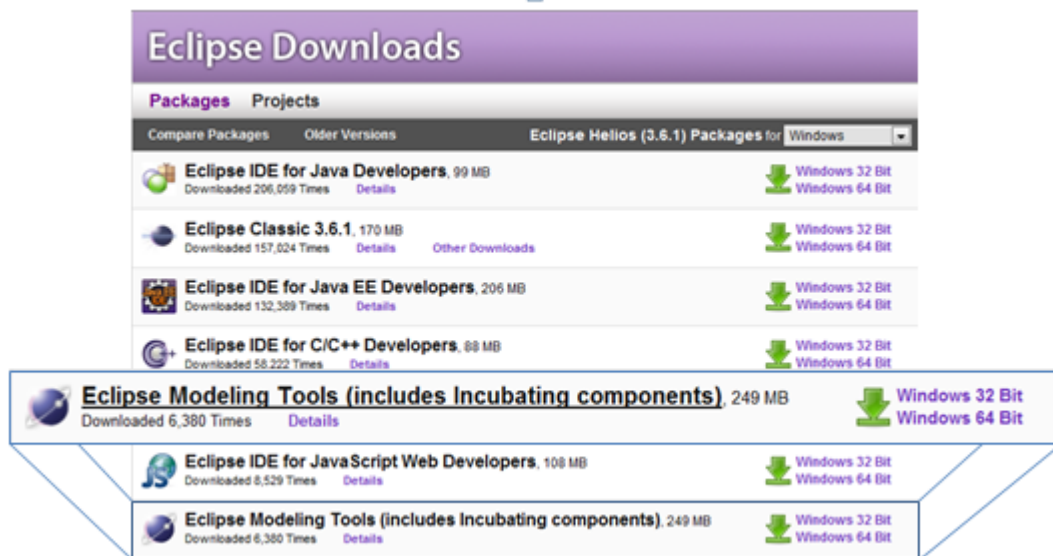 Eclipse Downloads
Packages Projects
Compare Packages Older Versions Eclipse Helios (3.6.1) Packages for Windows
Eclipse IDE for Java Developers, 99 MB Windows 32 Bit
Downloaded 206,059 Times Details Windows 64 Bit
Eclipse Classic 3.6.1, 170 MB Windows 32 Bit
Downloaded 157,024 Times Details Other Downloads Windows 64 Bit
Eclipse IDE for Java EE Developers, 206 MB Windows 32 Bit
Downloaded 132,389 Times Details Windows 64 Bit
Eclipse IDE for C/C++ Developers, 88 MB Windows 32 Bit
Downloaded 58,222 Times Details Windows 64 Bit
Eclipse Modeling Tools (includes Incubating components), 249 MB Windows 32 Bit
Downloaded 6,380 Times Details Windows 64 Bit
Eclipse IDE for JavaScript Web Developers, 108 MB Windows 32 Bit
Downloaded 8,529 Times Details Windows 64 Bit
Eclipse Modeling Tools (includes Incubating components), 249 MB Windows 32 Bit
Downloaded 6,380 Times Details Windows 64 Bit